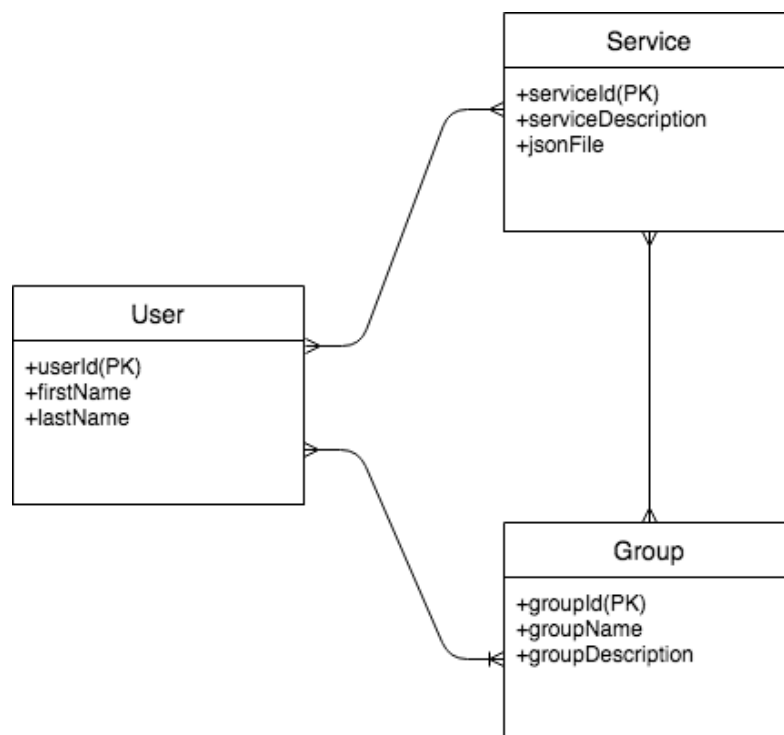 Service
+serviceId(PK)
+serviceDescription
+jsonFile
User
+userId(PK)
+firstName
+lastName
Group
+groupId(PK)
+groupName
+groupDescription